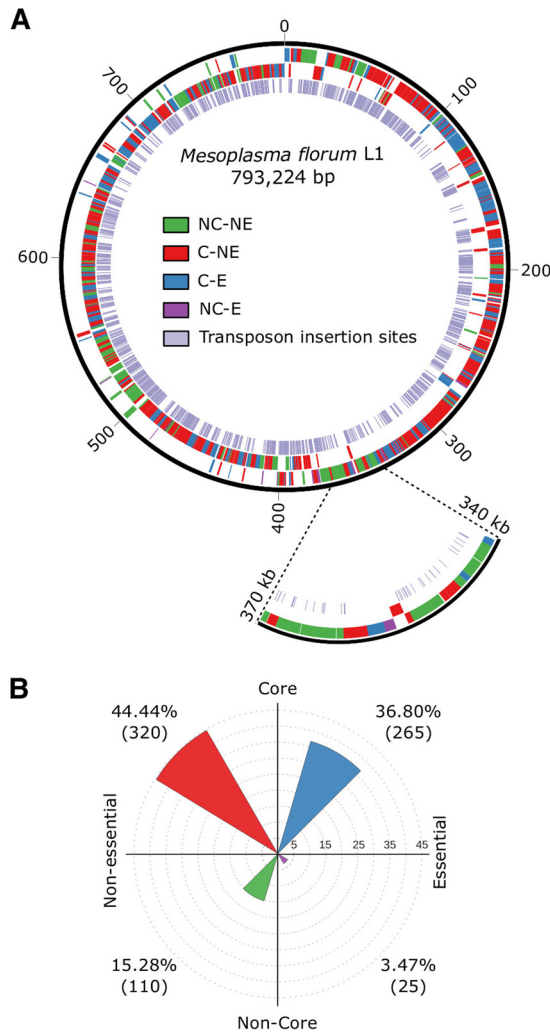 A
0
100
200
300
400
500
600
700
Mesoplasma florum L1
793,224 bp
NC-NE
C-NE
C-E
NC-E
Transposon insertion sites
340 kb
370 kb
B
Core
44.44%
(320)
36.80%
(265)
Non-essential
5 15 25 35 45
Essential
15.28%
(110)
3.47%
(25)
Non-Core